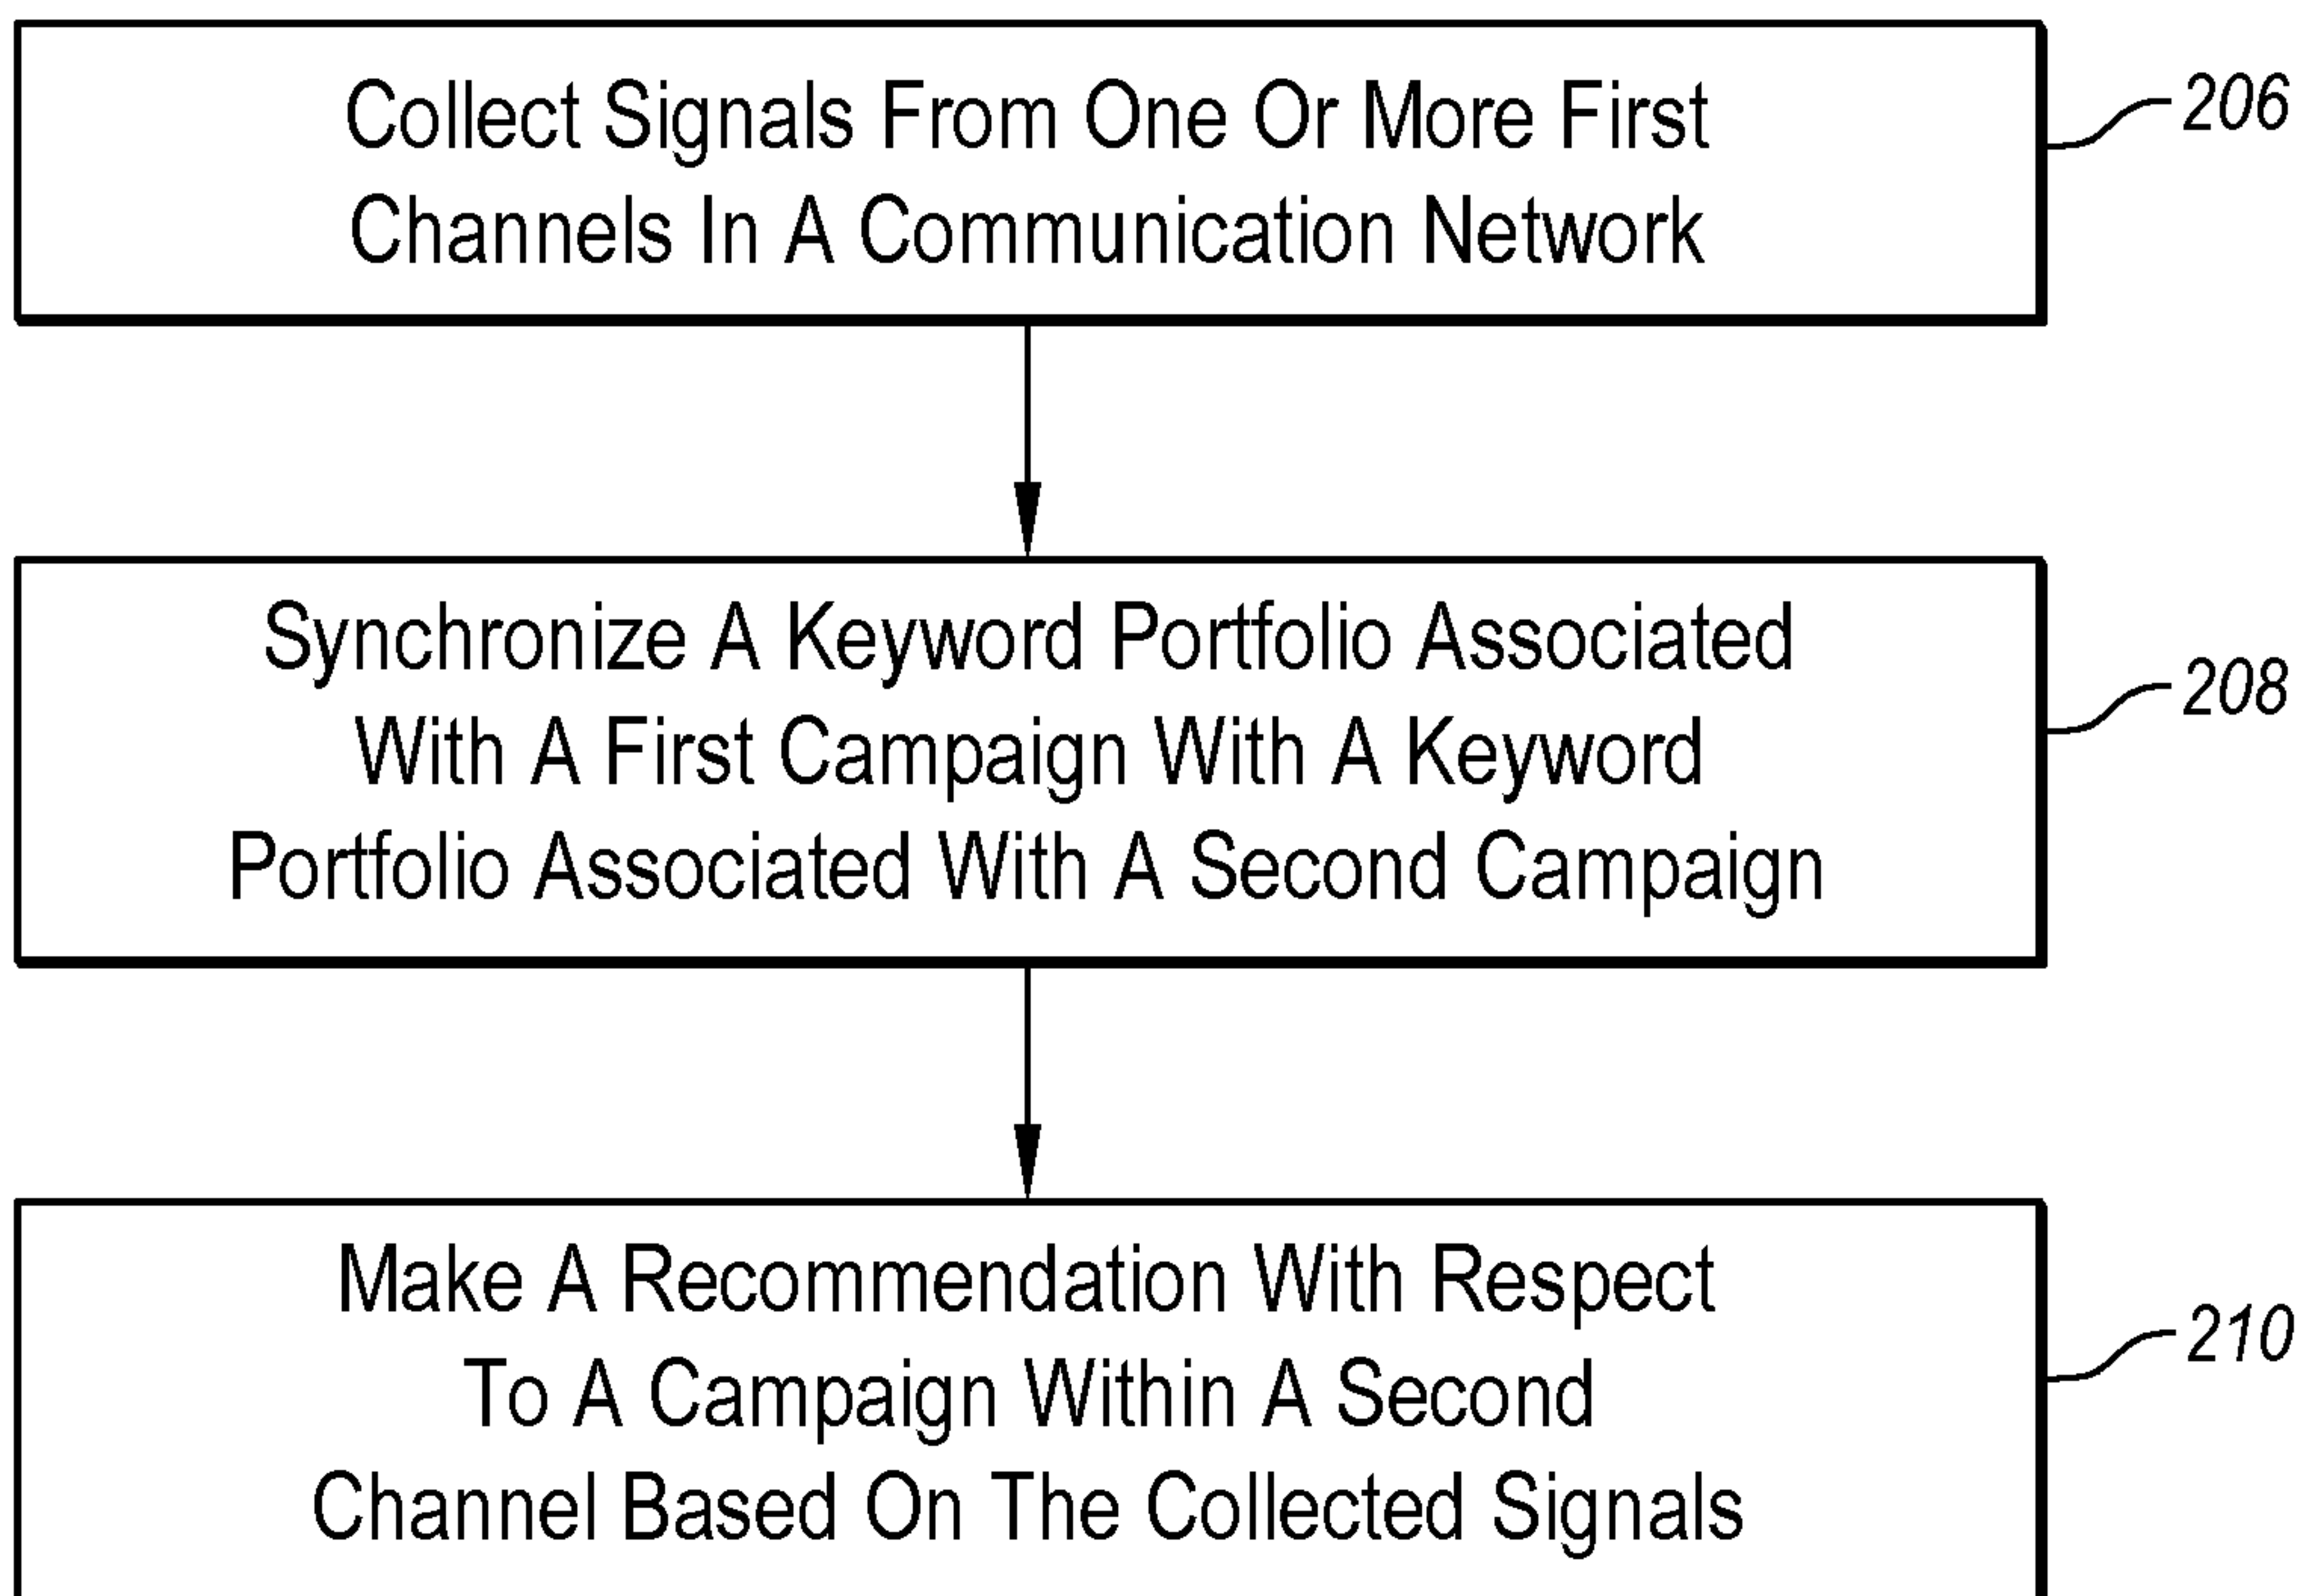 Collect Signals From One Or More First
Channels In A Communication Network
206
Synchronize A Keyword Portfolio Associated
With A First Campaign With A Keyword
Portfolio Associated With A Second Campaign
208
Make A Recommendation With Respect
To A Campaign Within A Second
Channel Based On The Collected Signals
210